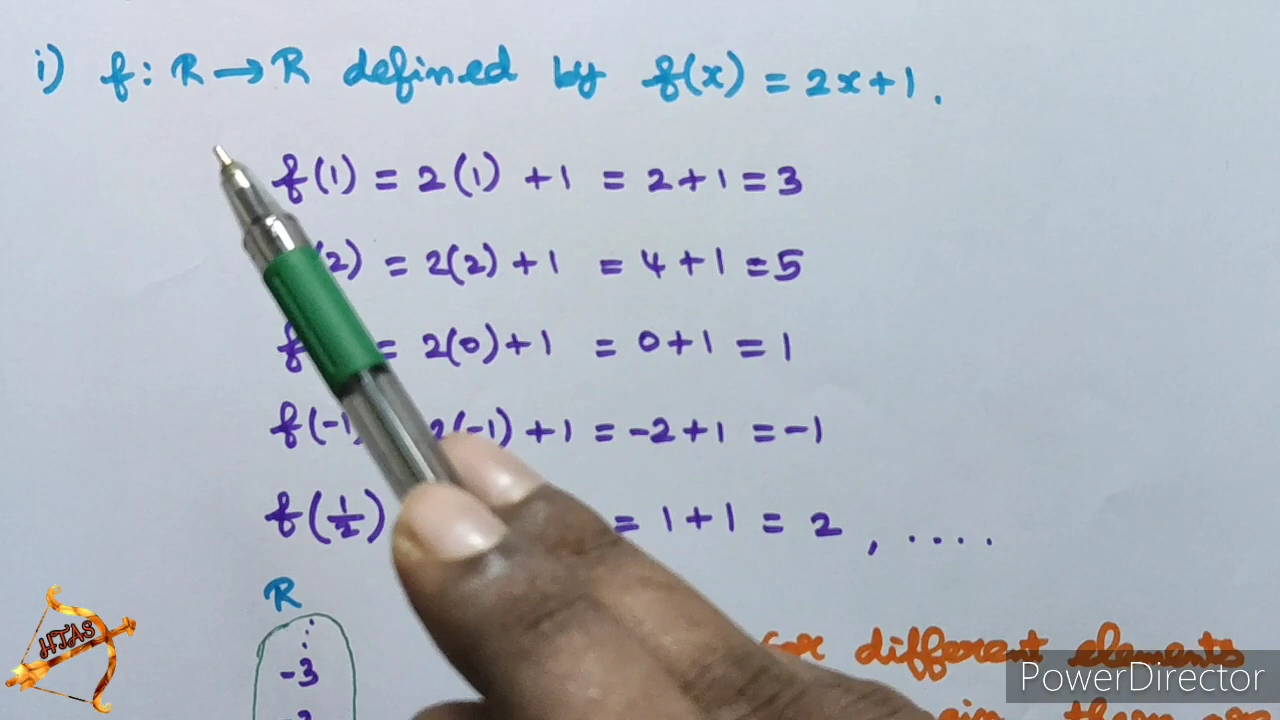 i) f: R → R defined by f(x) = 2x+1.
f(1) = 2(1) +1 = 2+1 = 3
2) = 2(2) +1 = 4+1 = 5
f = 2(0)+1 = 0+1 = 1
f(-1 2(-1) +1 = -2+1 = -1
f(1/2) = 1+1 = 2 , ....
R
-3
for different elements
HTAS
PowerDirector